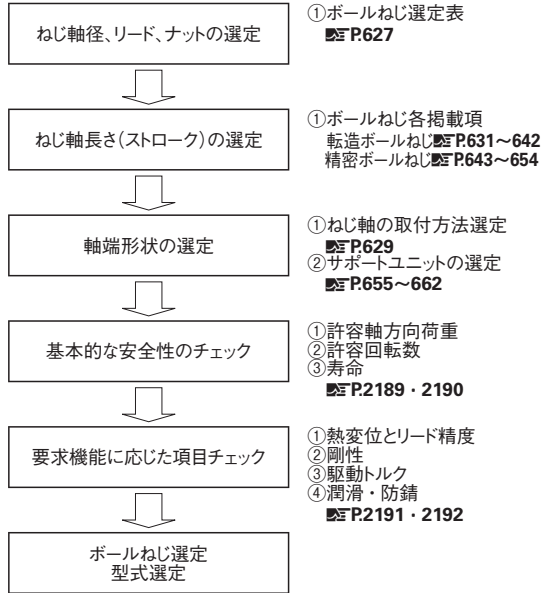 ねじ軸径、リード、ナットの選定
①ボールねじ選定表
P.627
ねじ軸長さ(ストローク)の選定
①ボールねじ各掲載項
転造ボールねじP.631～642
精密ボールねじP.643～654
軸端形状の選定
①ねじ軸の取付方法選定
P.629
②サポートユニットの選定
P.655～662
基本的な安全性のチェック
①許容軸方向荷重
②許容回転数
③寿命
P.2189・2190
要求機能に応じた項目チェック
①熱変位とリード精度
②剛性
③駆動トルク
④潤滑・防錆
P.2191・2192
ボールねじ選定
型式選定